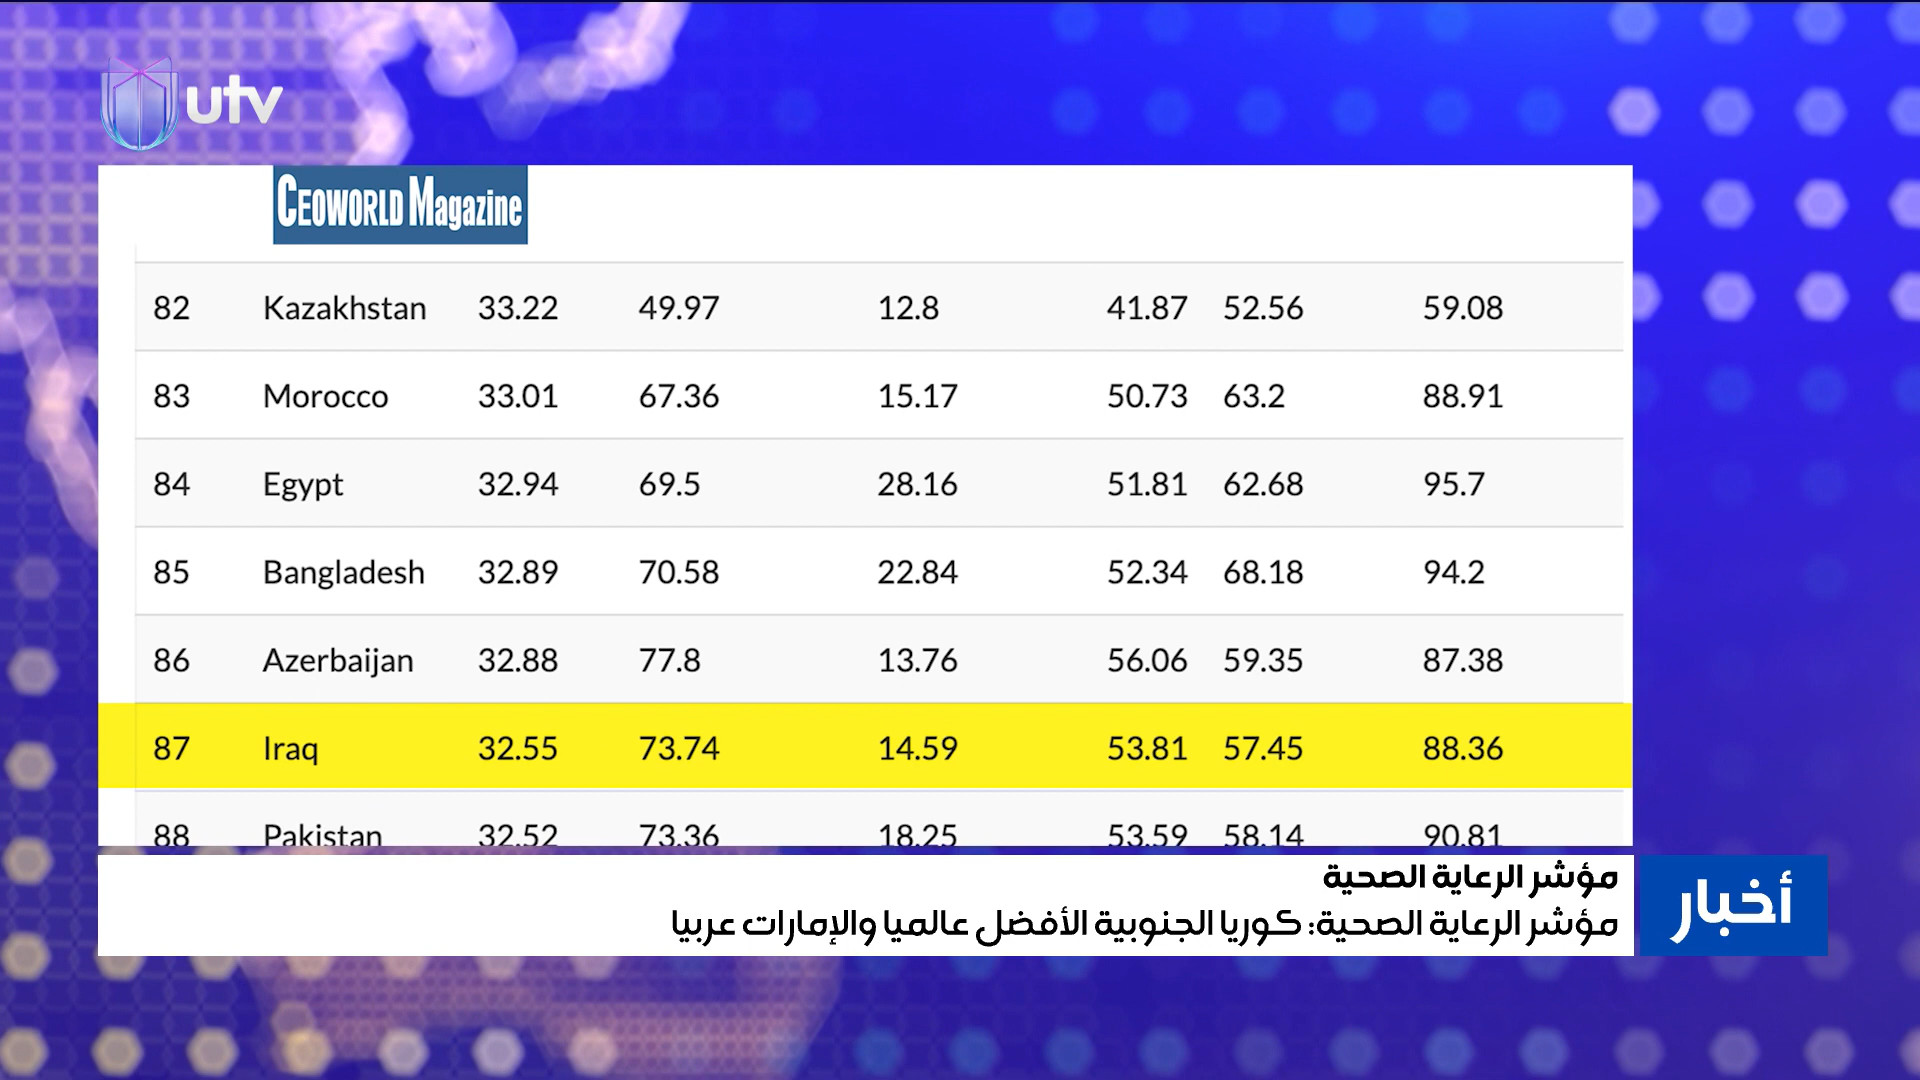 utv
CEOWORLD Magazine
82 Kazakhstan 33.22 49.97 12.8 41.87 52.56 59.08
83 Morocco 33.01 67.36 15.17 50.73 63.2 88.91
84 Egypt 32.94 69.5 28.16 51.81 62.68 95.7
85 Bangladesh 32.89 70.58 22.84 52.34 68.18 94.2
86 Azerbaijan 32.88 77.8 13.76 56.06 59.35 87.38
87 Iraq 32.55 73.74 14.59 53.81 57.45 88.36
88 Pakistan 32.52 73.36 18.25 53.59 58.14 90.81
أخبار
مؤشر الرعاية الصحية
مؤشر الرعاية الصحية: كوريا الجنوبية الأفضل عالميا والإمارات عربيا